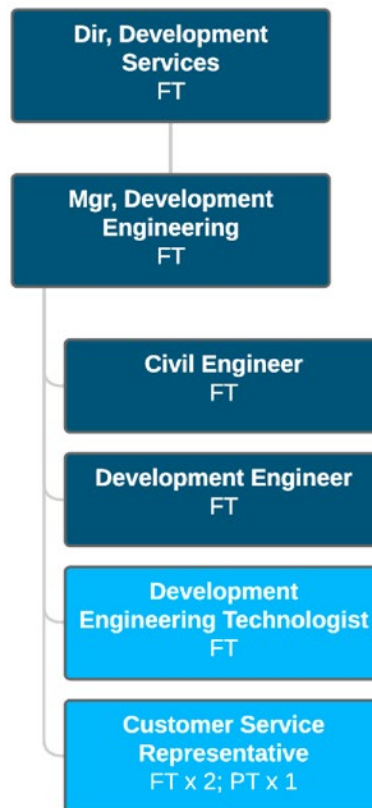 Dir, Development
Services
FT
Mgr, Development
Engineering
FT
Civil Engineer
FT
Development Engineer
FT
Development
Engineering Technologist
FT
Customer Service
Representative
FT x 2; PT x 1